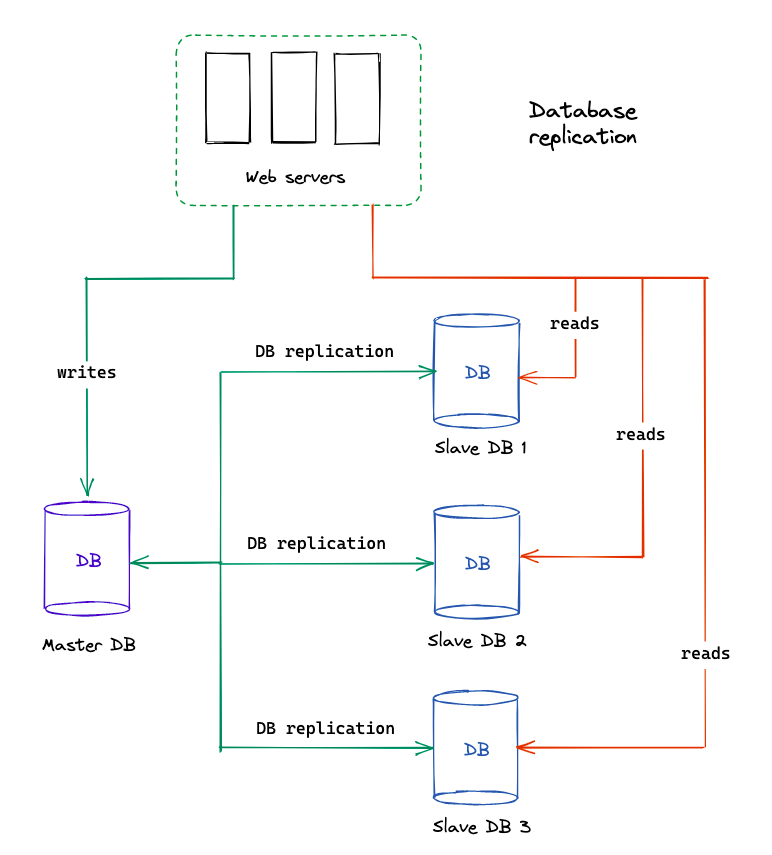 Database
replication
Web servers
reads
DB replication
writes
DB
Slave DB 1
reads
DB replication
DB
DB
Slave DB 2
Master DB
reads
DB replication
DB
Slave DB 3